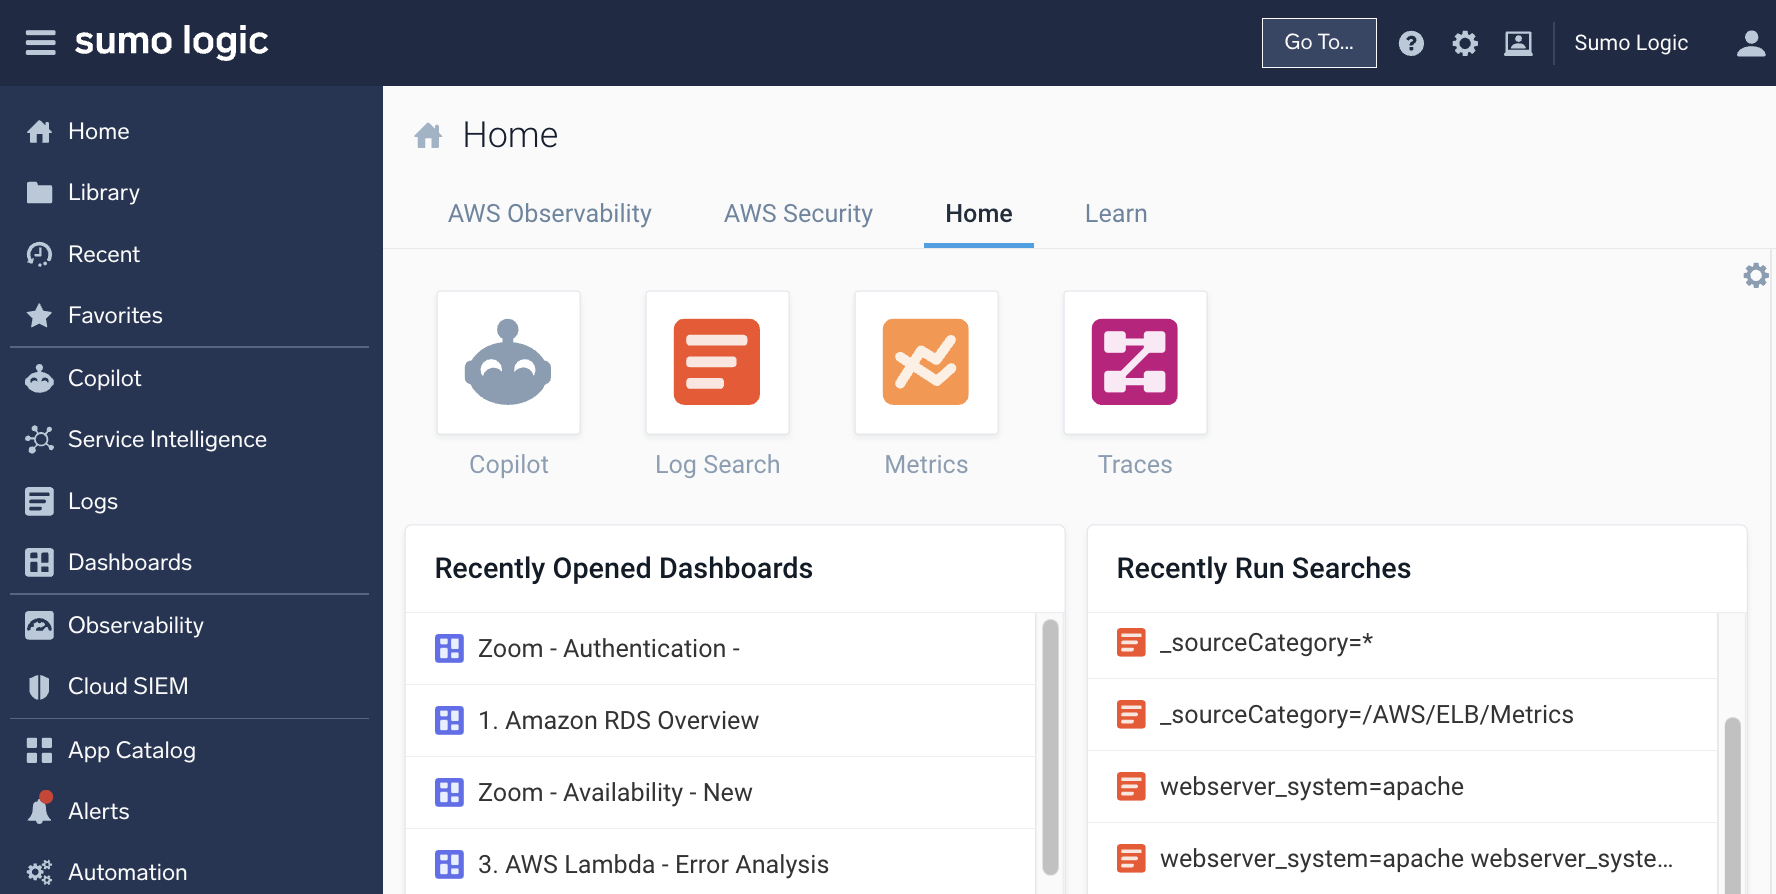 sumo logic
Go To...
Sumo Logic
Home
Library
Recent
Favorites
Copilot
Service Intelligence
Logs
Dashboards
Observability
Cloud SIEM
App Catalog
Alerts
Automation
Home
AWS Observability
AWS Security
Home
Learn
Copilot
Log Search
Metrics
Traces
Recently Opened Dashboards
Zoom - Authentication -
1. Amazon RDS Overview
Zoom - Availability - New
3. AWS Lambda - Error Analysis
Recently Run Searches
_sourceCategory=*
_sourceCategory=/AWS/ELB/Metrics
webserver_system=apache
webserver_system=apache webserver_syste...